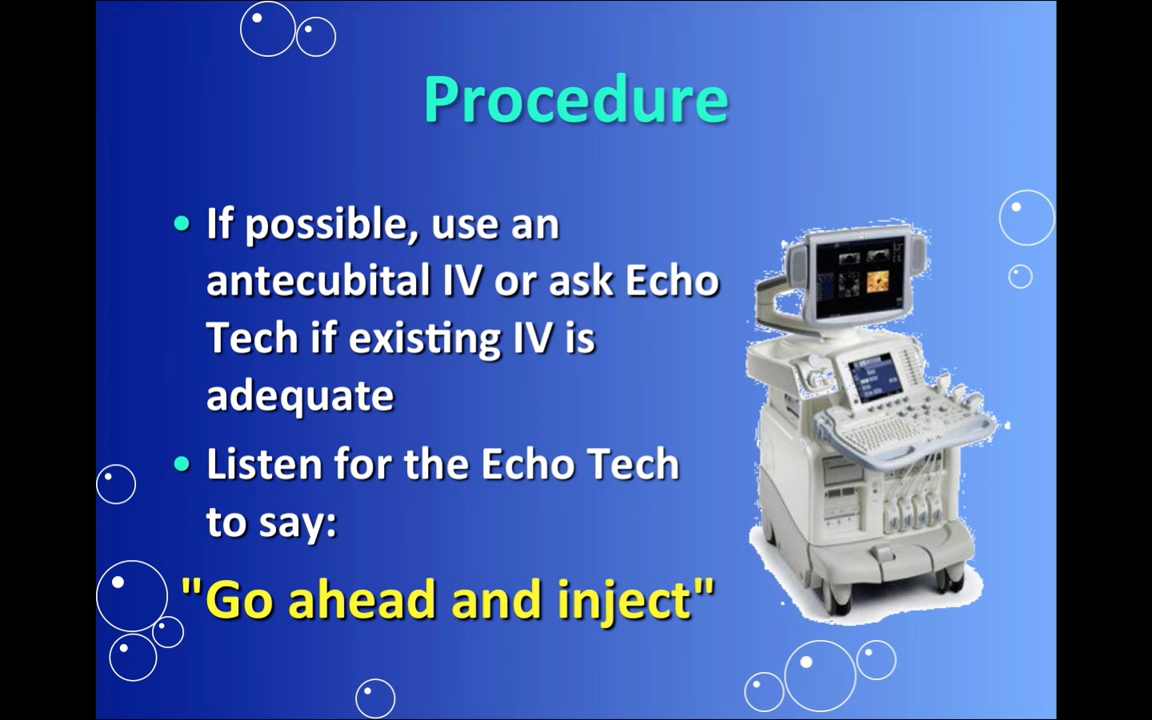 Procedure
• If possible, use an
antecubital IV or ask Echo
Tech if existing IV is
adequate
• Listen for the Echo Tech
to say:
"Go ahead and inject"